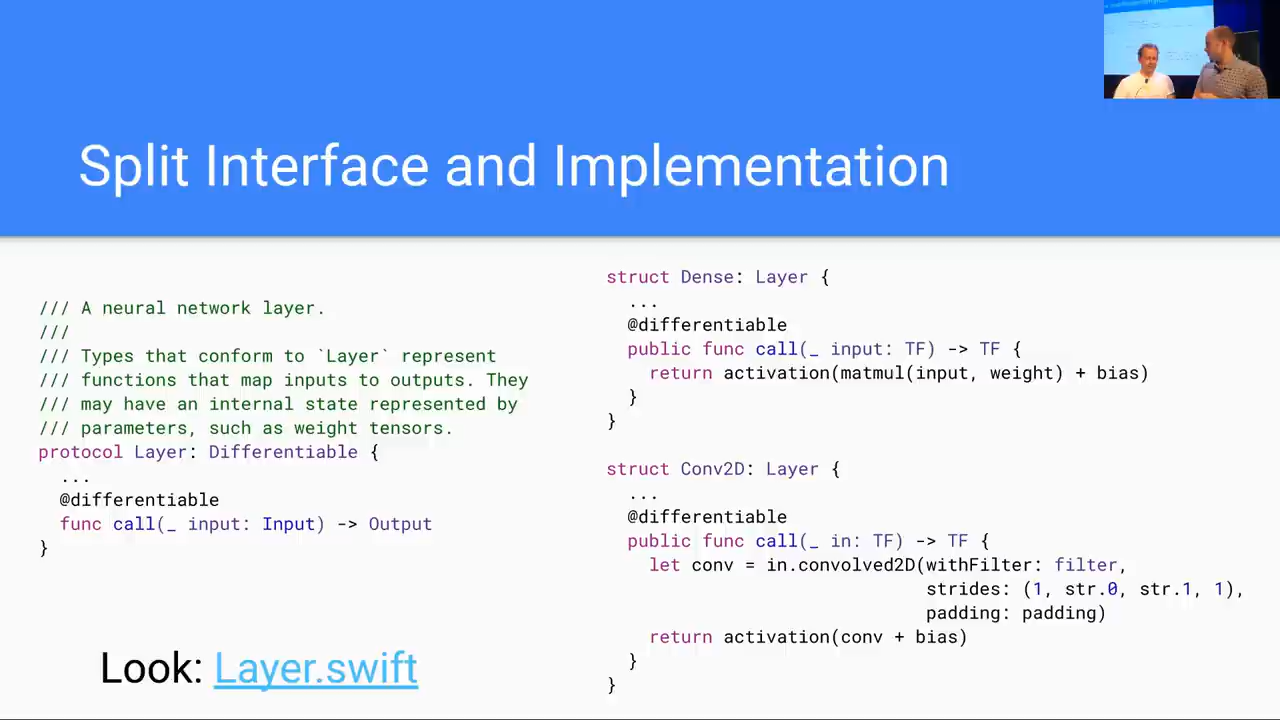 Split Interface and Implementation
/// A neural network layer.
///
/// Types that conform to `Layer` represent
/// functions that map inputs to outputs. They
/// may have an internal state represented by
/// parameters, such as weight tensors.
protocol Layer: Differentiable {
  ...
  @differentiable
  func call(_ input: Input) -> Output
}
Look: Layer.swift
struct Dense: Layer {
  ...
  @differentiable
  public func call(_ input: TF) -> TF {
    return activation(matmul(input, weight) + bias)
  }
}
struct Conv2D: Layer {
  ...
  @differentiable
  public func call(_ in: TF) -> TF {
    let conv = in.convolved2D(withFilter: filter,
                              strides: (1, str.0, str.1, 1),
                              padding: padding)
    return activation(conv + bias)
  }
}